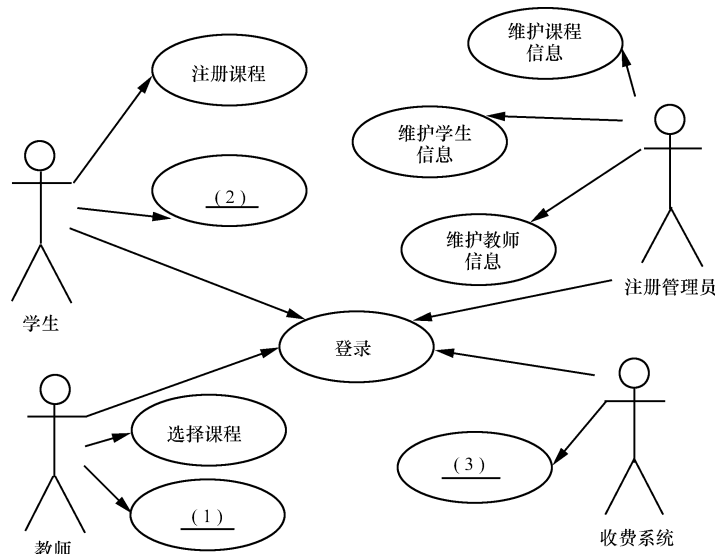 维护课程
信息
注册课程
维护学生
信息
(2)
维护教师
信息
注册管理员
学生
登录
选择课程
(3)
(1)
收费系统
教师